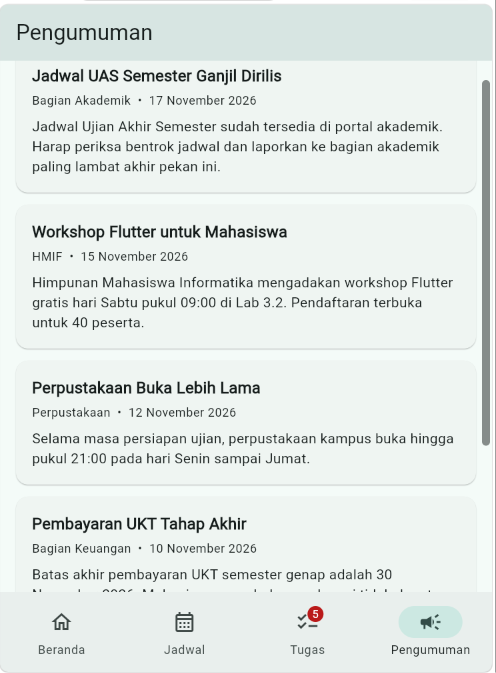 Pengumuman
Jadwal UAS Semester Ganjil Dirilis
Bagian Akademik • 17 November 2026
Jadwal Ujian Akhir Semester sudah tersedia di portal akademik.
Harap periksa bentrok jadwal dan laporkan ke bagian akademik
paling lambat akhir pekan ini.
Workshop Flutter untuk Mahasiswa
HMIF • 15 November 2026
Himpunan Mahasiswa Informatika mengadakan workshop Flutter
gratis hari Sabtu pukul 09:00 di Lab 3.2. Pendaftaran terbuka
untuk 40 peserta.
Perpustakaan Buka Lebih Lama
Perpustakaan • 12 November 2026
Selama masa persiapan ujian, perpustakaan kampus buka hingga
pukul 21:00 pada hari Senin sampai Jumat.
Pembayaran UKT Tahap Akhir
Bagian Keuangan • 10 November 2026
Batas akhir pembayaran UKT semester genap adalah 30
5
Beranda
Jadwal
Tugas
Pengumuman